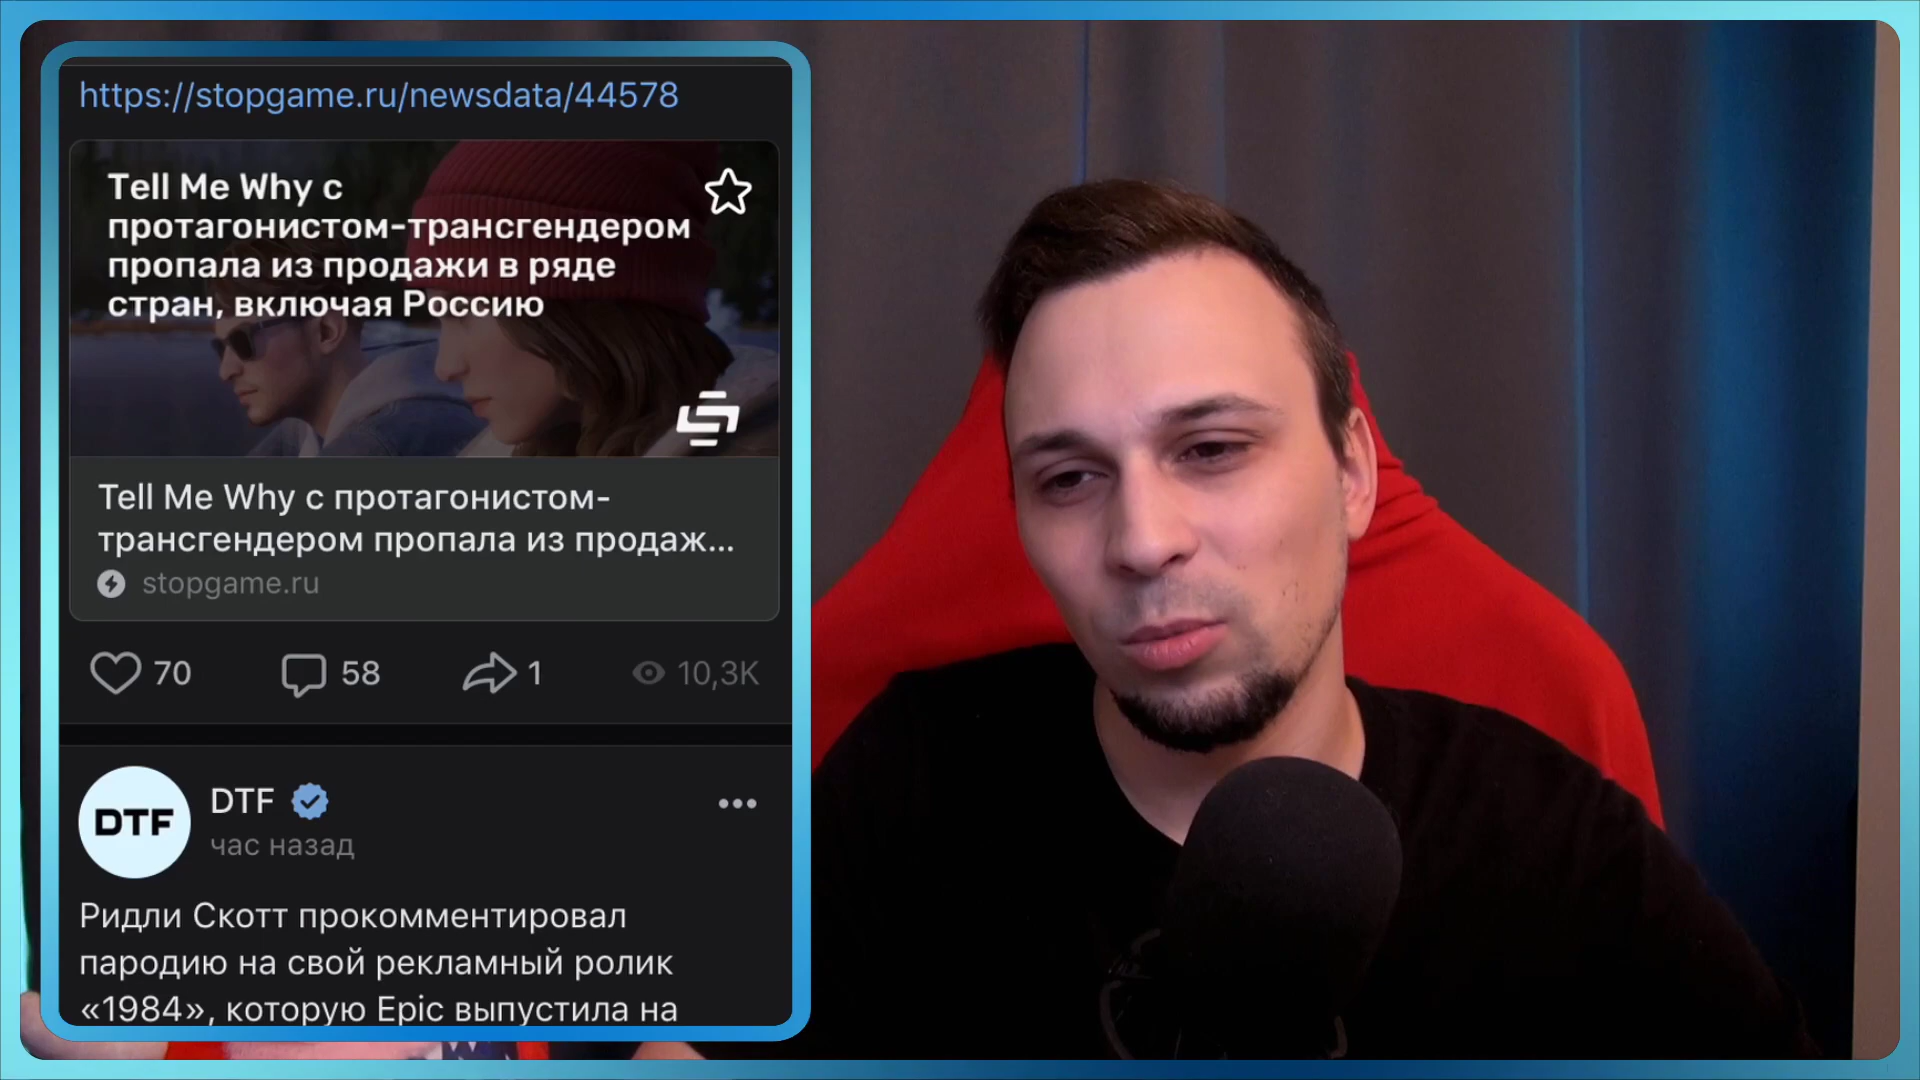 https://stopgame.ru/newsdata/44578
Tell Me Why с
протагонистом-трансгендером
пропала из продажи в ряде
стран, включая Россию
Tell Me Why с протагонистом-
трансгендером пропала из продаж...
stopgame.ru
70
58
1
10,3K
DTF
DTF
час назад
Ридли Скотт прокомментировал
пародию на свой рекламный ролик
«1984», которую Epic выпустила на